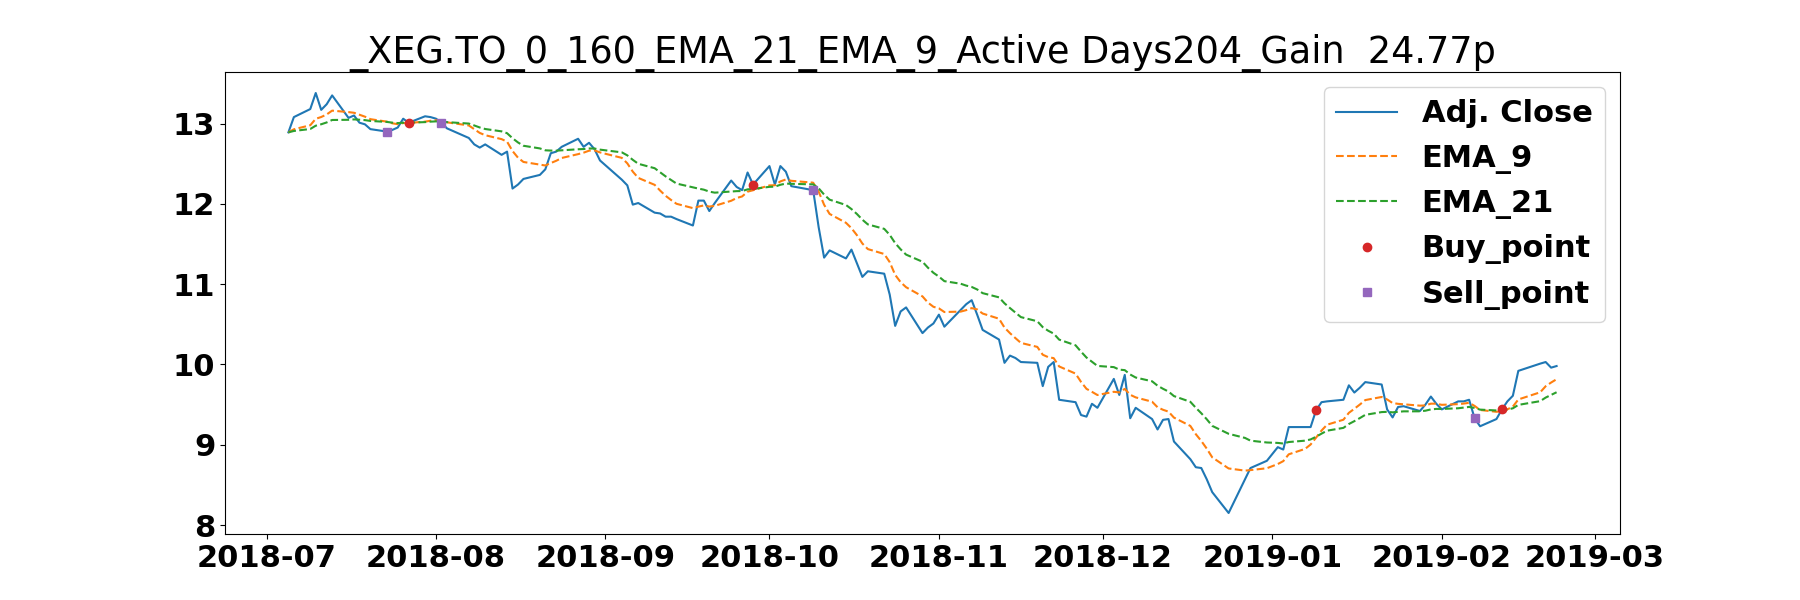 _XEG.TO_0_160_EMA_21_EMA_9_Active Days204_Gain  24.77p
Adj. Close
EMA_9
EMA_21
Buy_point
Sell_point
13
12
11
10
9
8
2018-07 2018-08 2018-09 2018-10 2018-11 2018-12 2019-01 2019-02 2019-03